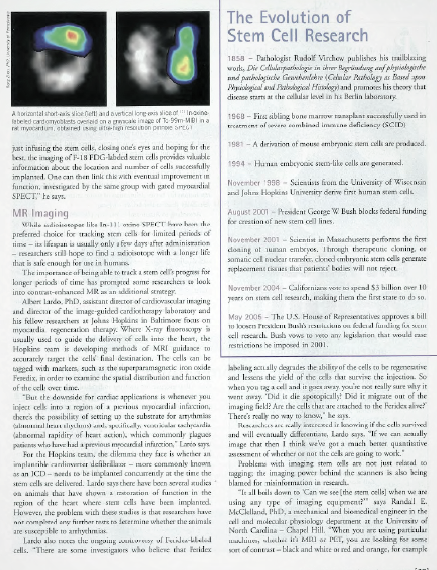 A horizontal short-axis slice (left) and vertical long-axis slice of In-oxine-
labeled cardiomyoblasts overlaid on a grayscale image of Tc-99m-MIBI in a
rat myocardium, obtained using ultra-high resolution pinhole SPECT.
just infusing the stem cells, closing one's eyes and hoping for the
best, the imaging of F-18 FDG-labeled stem cells provides valuable
information about the location and number of cells successfully
implanted. One can then link this with eventual improvement in
function, investigated by the same group with gated myocardial
SPECT," he says.
MR Imaging
While radioisotopes like In-111 oxine SPECT have been the
preferred choice for tracking stem cells for limited periods of
time – its lifespan is usually only a few days after administration
– researchers still hope to find a radioisotope with a longer life
that is safe enough for use in humans.
The importance of being able to track a stem cell's progress for
longer periods of time has prompted some researchers to look
into contrast-enhanced MR as an additional strategy.
Albert Lardo, PhD, assistant director of cardiovascular imaging
and director of the image-guided cardiotherapy laboratory and
his fellow researchers at Johns Hopkins in Baltimore focus on
myocardial regeneration therapy. Where X-ray fluoroscopy is
usually used to guide the delivery of cells into the heart, the
Hopkins team is developing methods of MR guidance to
accurately target the cells' final destination. The cells can be
tagged with markers, such as the superparamagnetic iron oxide
Feredix, in order to examine the spatial distribution and function
of the cell over time.
"But the downside for cardiac applications is whenever you
inject cells into a region of a previous myocardial infarction,
there's the possibility of setting up the substrate for arrhythmias
(abnormal heart rhythms) and, specifically, ventricular tachycardia
(abnormal rapidity of heart action), which commonly plagues
patients who had a previous myocardial infarction," Lardo says.
For the Hopkins team, the dilemma they face is whether an
implantable cardioverter defibrillator – more commonly known
as an ICD – needs to be implanted concurrently at the time the
stem cells are delivered. Lardo says there have been several studies
on animals that have shown a restoration of function in the
region of the heart where stem cells have been implanted.
However, the problem with these studies is that researchers have
not completed any further tests to determine whether the animals
are susceptible to arrhythmias.
Lardo also notes the ongoing controversy of Feridex-labeled
cells. "There are some investigators who believe that Feridex
The Evolution of
Stem Cell Research
1858 – Pathologist Rudolf Virchow publishes his trailblazing
work, Die Cellularpathologie in ihrer Begründung auf physiologische
und pathologische Gewebenlehre (Cellular Pathology as Based upon
Physiological and Pathological Histology) and promotes his theory that
disease starts at the cellular level in his Berlin laboratory.
1968 – First sibling bone marrow transplant successfully used in
treatment of severe combined immune deficiency (SCID)
1981 – A derivation of mouse embryonic stem cells are produced.
1994 – Human embryonic stem-like cells are generated.
November 1998 – Scientists from the University of Wisconsin
and Johns Hopkins University derive first human stem cells.
August 2001 – President George W. Bush blocks federal funding
for creation of new stem cell lines.
November 2001 – Scientist in Massachusetts performs the first
cloning of human embryos. Through therapeutic cloning, or
somatic cell nuclear transfer, cloned embryonic stem cells generate
replacement tissues that patients' bodies will not reject.
November 2004 – Californians vote to spend $3 billion over 10
years on stem cell research, making them the first state to do so.
May 2005 – The U.S. House of Representatives approves a bill
to loosen President Bush's restrictions on federal funding for stem
cell research. Bush vows to veto any legislation that would ease
restrictions he imposed in 2001.
labeling actually degrades the ability of the cells to be regenerative
and lessens the yield of the cells that survive the injection. So
when you tag a cell and it goes away, you're not really sure why it
went away. "Did it die apoptotically? Did it migrate out of the
imaging field? Are the cells that are attached to the Feridex alive?
There's really no way to know," he says.
Researchers are really interested in knowing if the cells survived
and will eventually differentiate, Lardo says. "If we can actually
image that then I think we've got a much better quantitative
assessment of whether or not the cells are going to work."
Problems with imaging stem cells are not just related to
tagging; the imaging power behind the scanners is also being
blamed for misinformation in research.
"It all boils down to 'Can we see [the stem cells] when we are
using any type of imaging equipment?'" says Randal E.
McClelland, PhD, a mechanical and biomedical engineer in the
cell and molecular physiology department at the University of
North Carolina – Chapel Hill. "When you are using particular
machines, whether it's MRI or PET, you are looking for some
sort of contrast – black and white or red and orange, for example